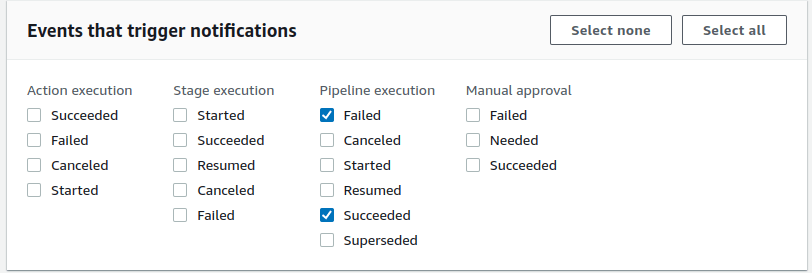 Events that trigger notifications
Select none
Select all
Action execution
Succeeded
Failed
Canceled
Started
Stage execution
Started
Succeeded
Resumed
Canceled
Failed
Pipeline execution
Failed
Canceled
Started
Resumed
Succeeded
Superseded
Manual approval
Failed
Needed
Succeeded